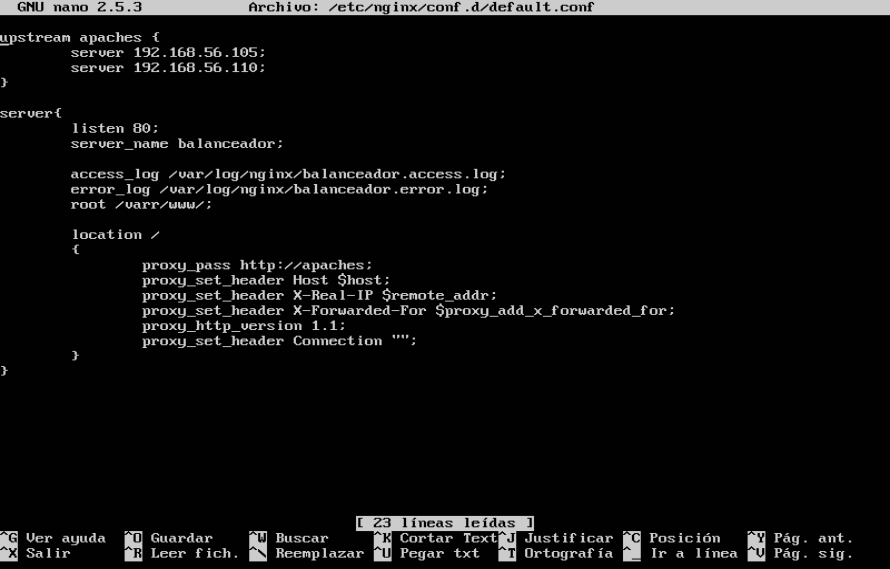 GNU nano 2.5.3 Archivo: /etc/nginx/conf.d/default.conf
upstream apaches {
server 192.168.56.105;
server 192.168.56.110;
}
server{
listen 80;
server_name balanceador;
access_log /var/log/nginx/balanceador.access.log;
error_log /var/log/nginx/balanceador.error.log;
root /varr/www/;
location /
{
proxy_pass http://apaches;
proxy_set_header Host $host;
proxy_set_header X-Real-IP $remote_addr;
proxy_set_header X-Forwarded-For $proxy_add_x_forwarded_for;
proxy_http_version 1.1;
proxy_set_header Connection "";
}
}
[ 23 líneas leídas ]
^G Ver ayuda ^O Guardar ^W Buscar ^K Cortar Text ^J Justificar ^C Posición ^Y Pág. ant.
^X Salir ^R Leer fich. ^\ Reemplazar ^U Pegar txt ^T Ortografía ^_ Ir a línea ^V Pág. sig.